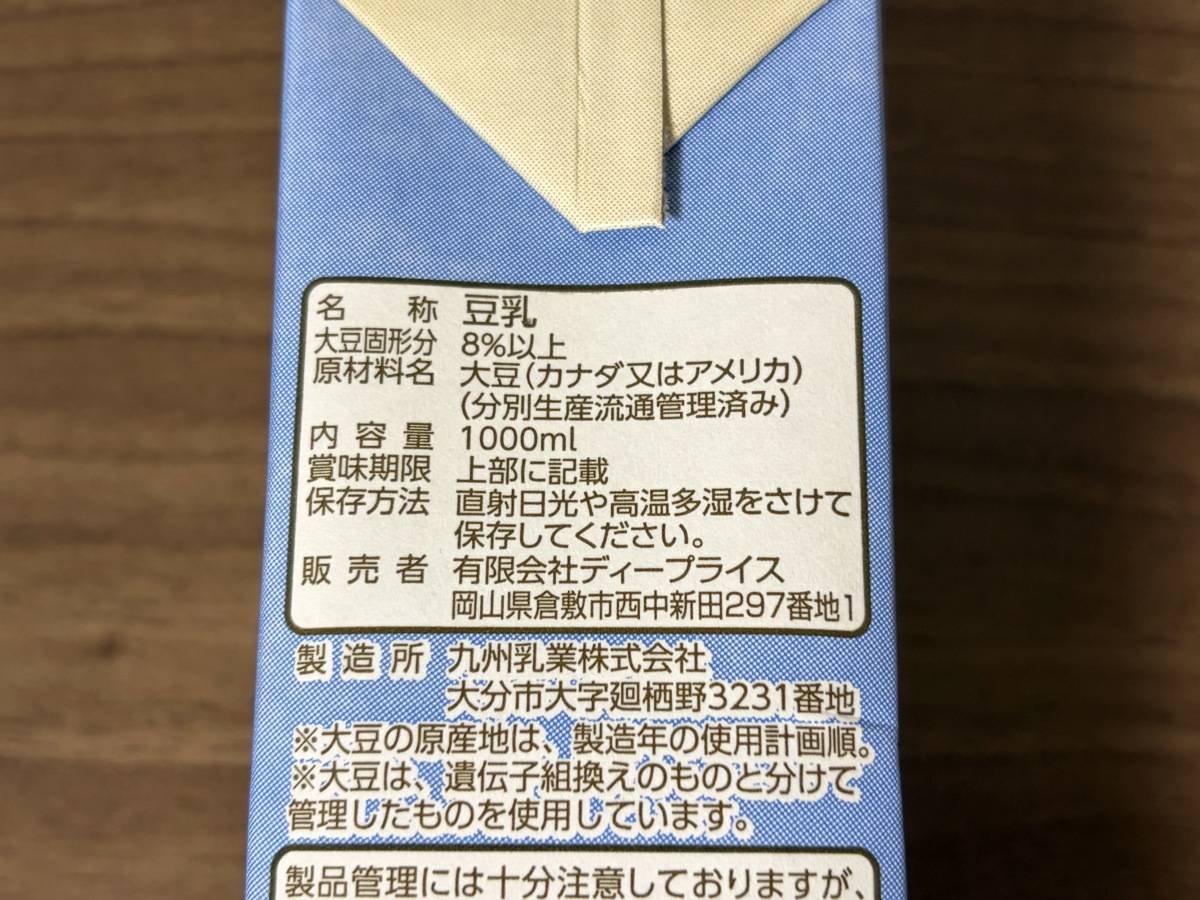 名称 豆乳
大豆固形分 8%以上
原材料名 大豆(カナダ又はアメリカ)
(分別生産流通管理済み)
内容量 1000ml
賞味期限 上部に記載
保存方法 直射日光や高温多湿をさけて
保存してください。
販売者 有限会社ディープライス
岡山県倉敷市西中新田297番地1
製造所 九州乳業株式会社
大分市大字廻栖野3231番地
※大豆の原産地は、製造年の使用計画順。
※大豆は、遺伝子組換えのものと分けて
管理したものを使用しています。
製品管理には十分注意しておりますが、